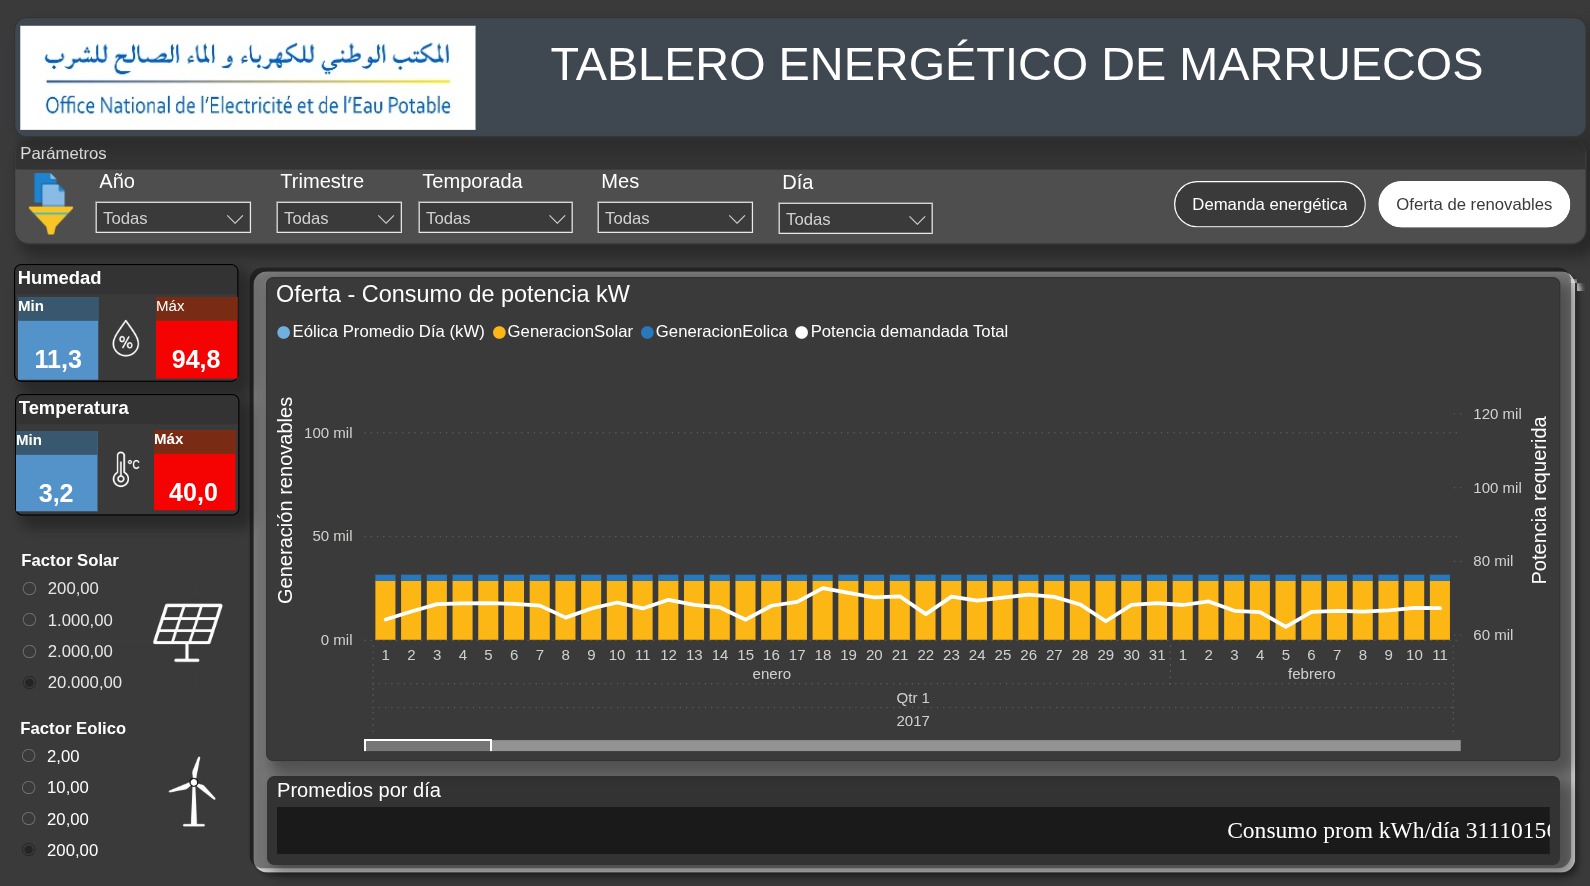 المكتب الوطني للكهرباء و الماء الصالح للشرب
Office National de l'Electricité et de l'Eau Potable
TABLERO ENERGÉTICO DE MARRUECOS
Parámetros
Año
Trimestre
Temporada
Mes
Día
Todas
Todas
Todas
Todas
Todas
Demanda energética
Oferta de renovables
Humedad
Min
Máx
%
11,3
94,8
Temperatura
Min
Máx
°C
3,2
40,0
Factor Solar
200,00
1.000,00
2.000,00
20.000,00
Factor Eolico
2,00
10,00
20,00
200,00
Oferta - Consumo de potencia kW
Eólica Promedio Día (kW) GeneracionSolar GeneracionEolica Potencia demandada Total
Generación renovables
100 mil
50 mil
0 mil
120 mil
100 mil
80 mil
60 mil
Potencia requerida
1 2 3 4 5 6 7 8 9 10 11 12 13 14 15 16 17 18 19 20 21 22 23 24 25 26 27 28 29 30 31 1 2 3 4 5 6 7 8 9 10 11
enero febrero
Qtr 1
2017
Promedios por día
Consumo prom kWh/día 3111015